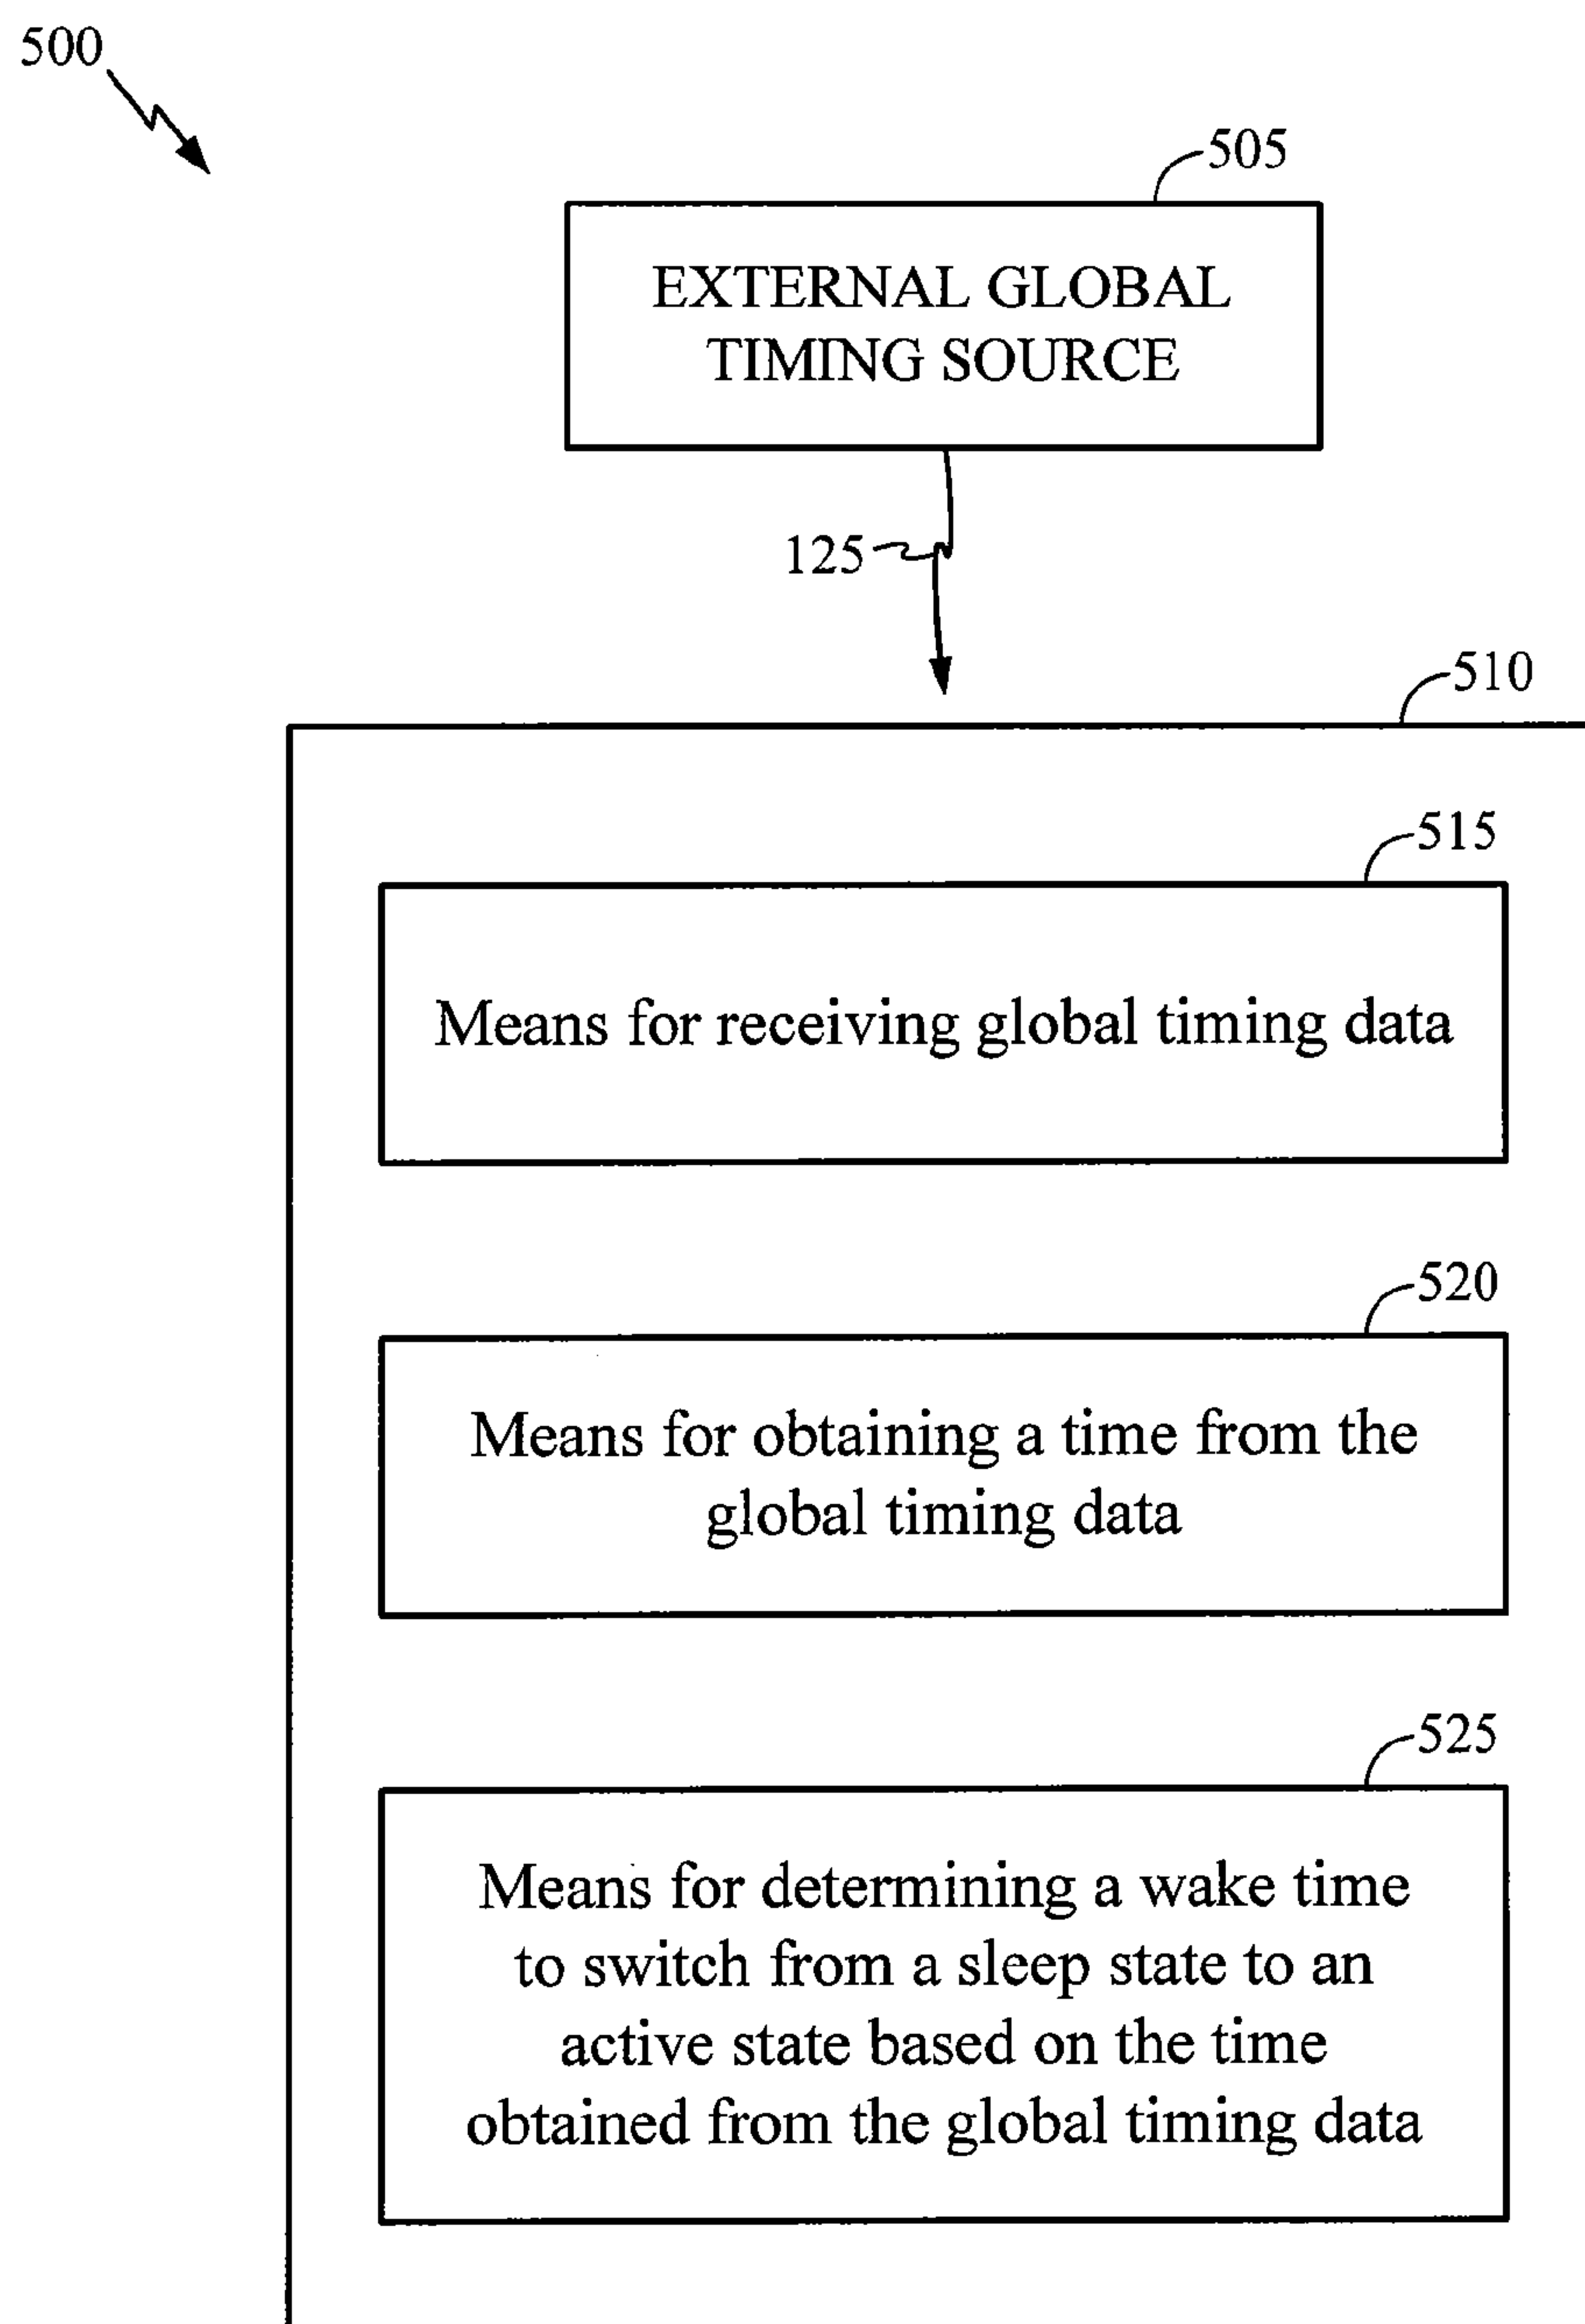 500
505
EXTERNAL GLOBAL
TIMING SOURCE
125
510
515
Means for receiving global timing data
520
Means for obtaining a time from the
global timing data
525
Means for determining a wake time
to switch from a sleep state to an
active state based on the time
obtained from the global timing data